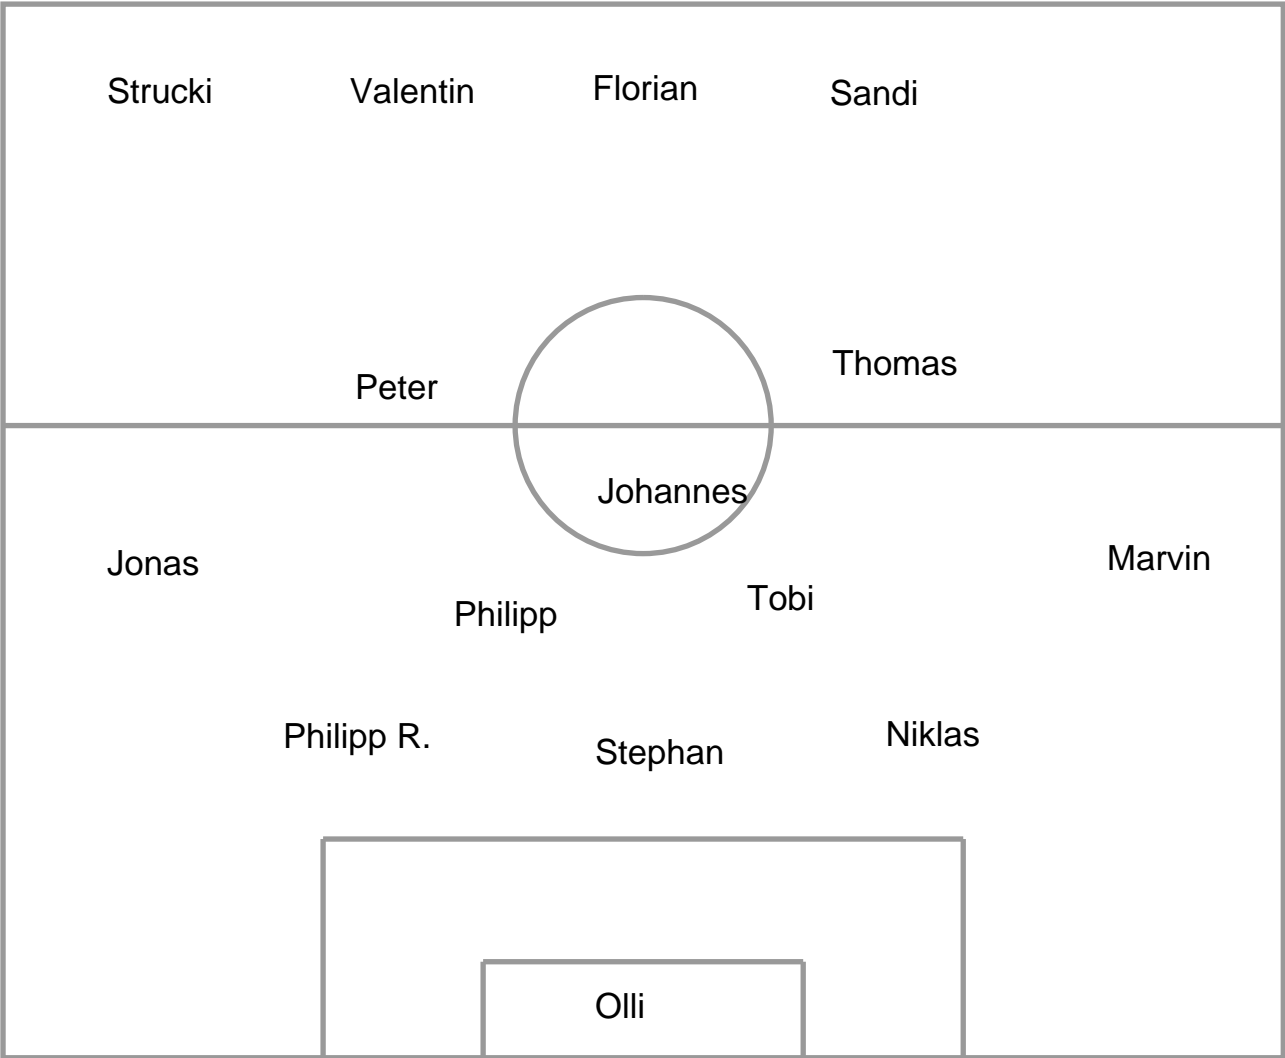 Strucki Valentin Florian Sandi
Peter Thomas
Johannes
Jonas Marvin
Philipp Tobi
Philipp R. Stephan Niklas
Olli